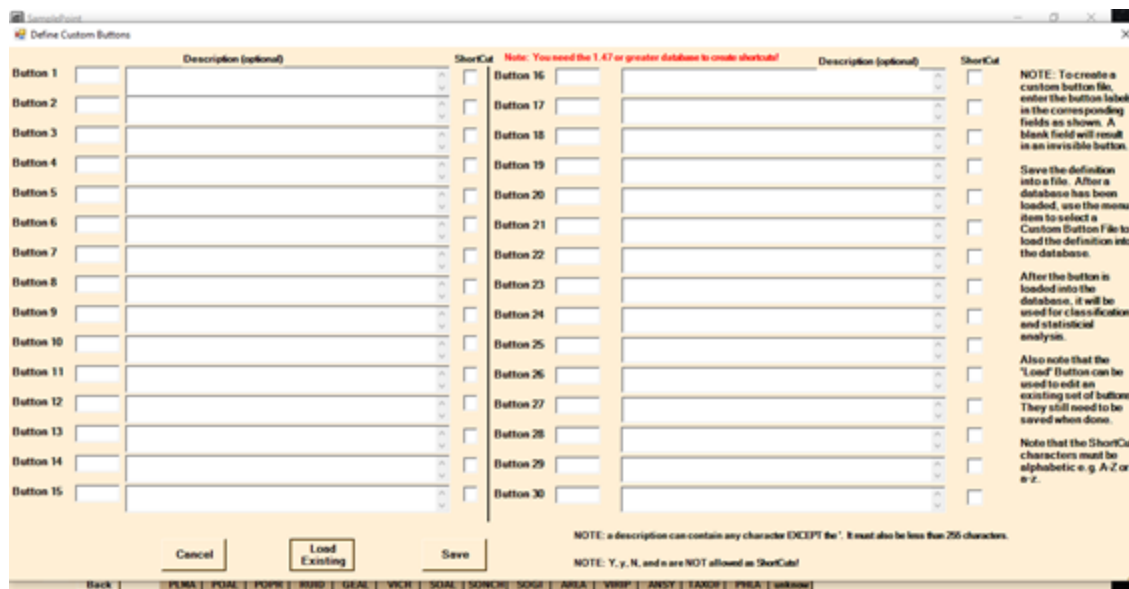 SamplePoint
Define Custom Buttons
Description (optional) ShortCut Note: You need the 1.47 or greater database to create shortcuts! Description (optional) ShortCut
Button 1 Button 16
Button 2 Button 17
Button 3 Button 18
Button 4 Button 19
Button 5 Button 20
Button 6 Button 21
Button 7 Button 22
Button 8 Button 23
Button 9 Button 24
Button 10 Button 25
Button 11 Button 26
Button 12 Button 27
Button 13 Button 28
Button 14 Button 29
Button 15 Button 30
NOTE: To create a
custom button file,
enter the button label
in the corresponding
fields as shown. A
blank field will result
in an invisible button.
Save the definition
into a file. After a
database has been
loaded, use the menu
item to select a
Custom Button File to
load the definition into
the database.
After the button is
loaded into the
database, it will be
used for classification
and statisticial
analysis.
Also note that the
'Load' Button can be
used to edit an
existing set of buttons
They still need to be
saved when done.
Note that the ShortCu
characters must be
alphabetic e.g. A-Z or
a-z.
NOTE: a description can contain any character EXCEPT the '. It must also be less than 255 characters.
Cancel Load Existing Save
NOTE: Y, y, N, and n are NOT allowed as ShortCuts!
Back PLMA POAL POPR RUID GEAL VICR SOAL SONCH SOGI AREA VIRIP ANSY TAXOF PHLA unknow